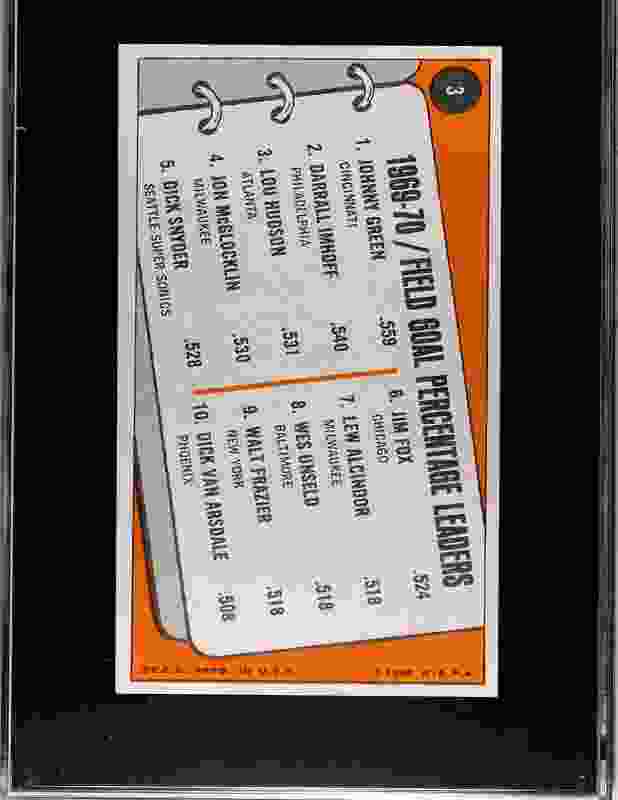 3
1969-70 / FIELD GOAL PERCENTAGE LEADERS
1. JOHNNY GREEN .559
CINCINNATI
2. DARRALL IMHOFF .540
PHILADELPHIA
3. LOU HUDSON .531
ATLANTA
4. JON McGLOCKLIN .530
MILWAUKEE
5. DICK SNYDER .528
SEATTLE SUPER SONICS
6. JIM FOX .524
CHICAGO
7. LEW ALCINDOR .518
MILWAUKEE
8. WES UNSELD .518
BALTIMORE
9. WALT FRAZIER .518
NEW YORK
10. DICK VAN ARSDALE .508
PHOENIX